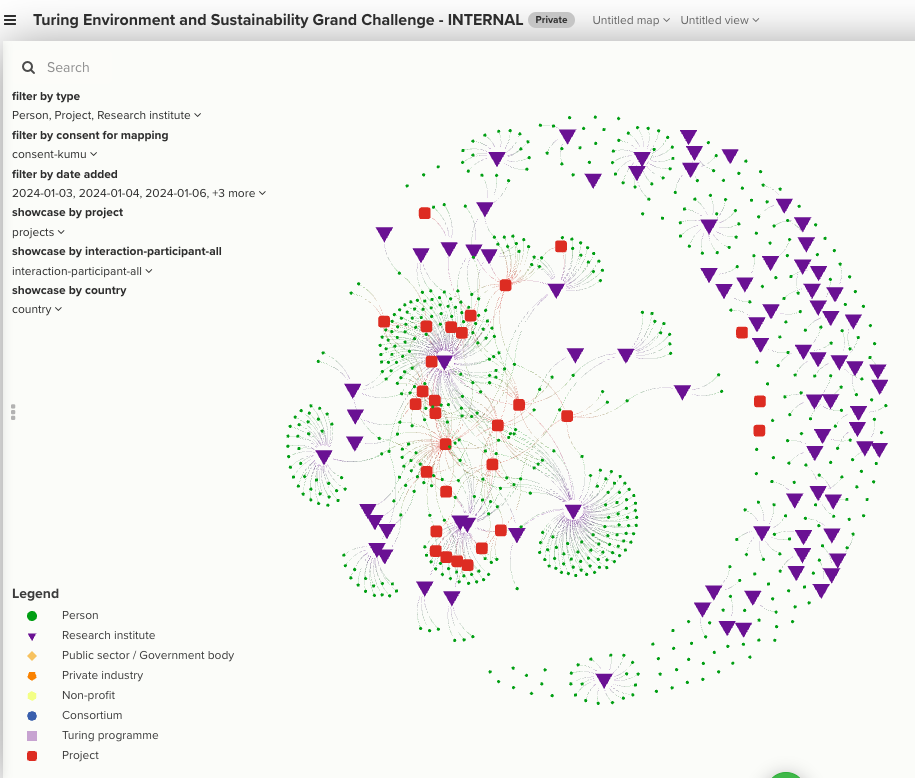 Turing Environment and Sustainability Grand Challenge - INTERNAL Private Untitled map Untitled view
Search
filter by type
Person, Project, Research institute
filter by consent for mapping
consent-kumu
filter by date added
2024-01-03, 2024-01-04, 2024-01-06, +3 more
showcase by project
projects
showcase by interaction-participant-all
interaction-participant-all
showcase by country
country
Legend
Person
Research institute
Public sector / Government body
Private industry
Non-profit
Consortium
Turing programme
Project